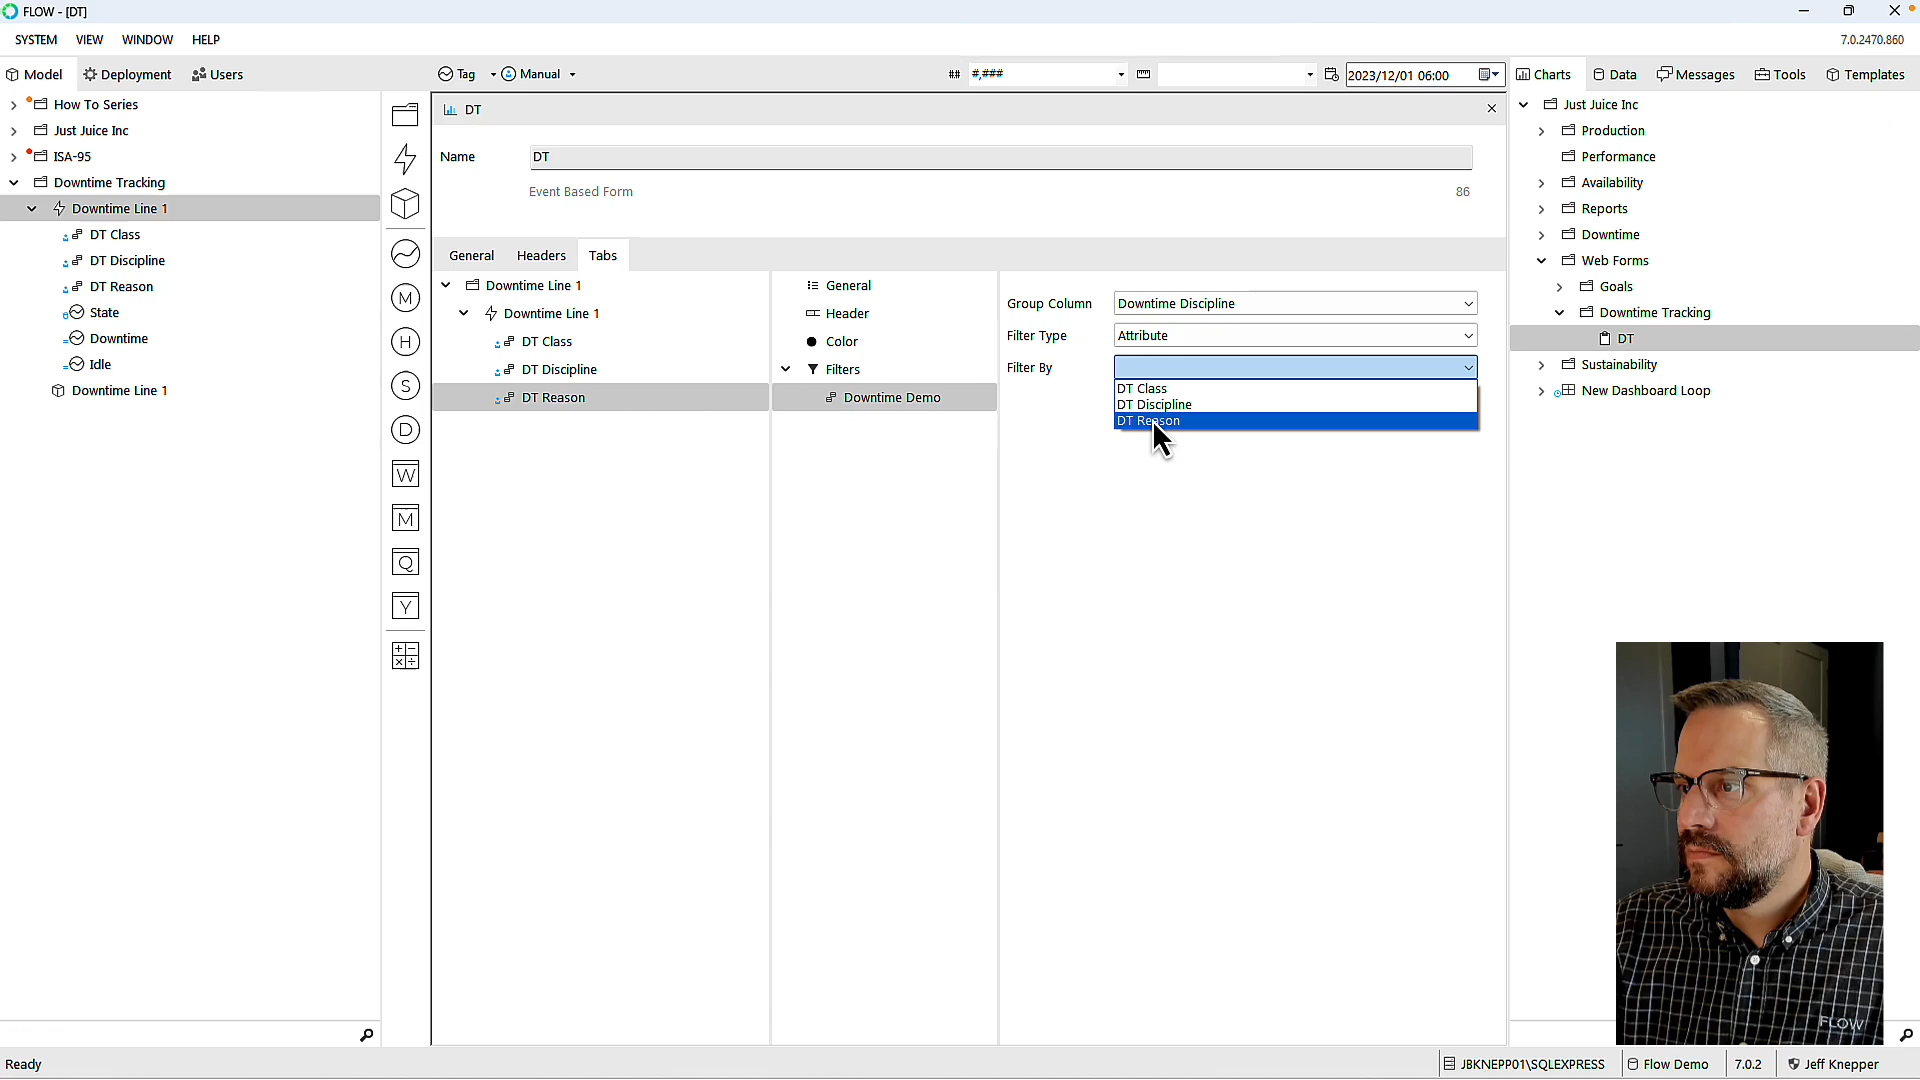 FLOW - [DT]
SYSTEM VIEW WINDOW HELP
7.0.2470.860
Model Deployment Users
Tag Manual
## #,### 2023/12/01 06:00
Charts Data Messages Tools Templates
How To Series
Just Juice Inc
ISA-95
Downtime Tracking
Downtime Line 1
DT Class
DT Discipline
DT Reason
State
Downtime
Idle
Downtime Line 1
M
H
S
D
W
M
Q
Y
DT
Name DT
Event Based Form 86
General Headers Tabs
Downtime Line 1
Downtime Line 1
DT Class
DT Discipline
DT Reason
General
Header
Color
Filters
Downtime Demo
Group Column Downtime Discipline
Filter Type Attribute
Filter By
DT Class
DT Discipline
DT Reason
Just Juice Inc
Production
Performance
Availability
Reports
Downtime
Web Forms
Goals
Downtime Tracking
DT
Sustainability
New Dashboard Loop
FLOW
Ready
JBKNEPP01\SQLEXPRESS Flow Demo 7.0.2 Jeff Knepper